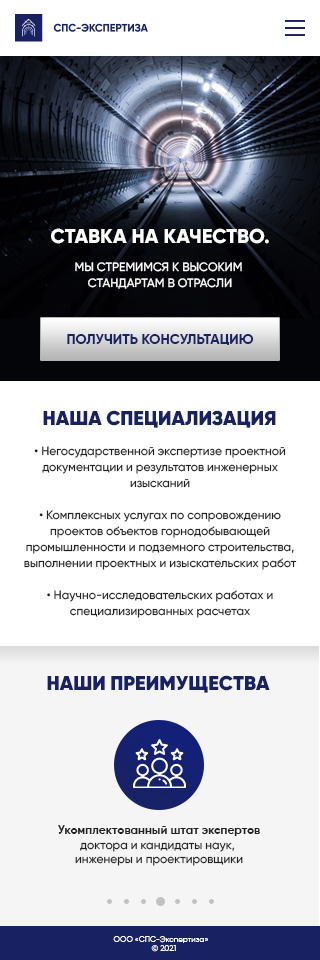 СПС-ЭКСПЕРТИЗА
СТАВКА НА КАЧЕСТВО.
МЫ СТРЕМИМСЯ К ВЫСОКИМ
СТАНДАРТАМ В ОТРАСЛИ
ПОЛУЧИТЬ КОНСУЛЬТАЦИЮ
НАША СПЕЦИАЛИЗАЦИЯ
• Негосударственной экспертизе проектной
документации и результатов инженерных
изысканий
• Комплексных услугах по сопровождению
проектов объектов горнодобывающей
промышленности и подземного строительства,
выполнении проектных и изыскательских работ
• Научно-исследовательских работах и
специализированных расчетах
НАШИ ПРЕИМУЩЕСТВА
Укомплектованный штат экспертов
доктора и кандидаты наук,
инженеры и проектировщики
ООО «СПС-Экспертиза»
© 2021